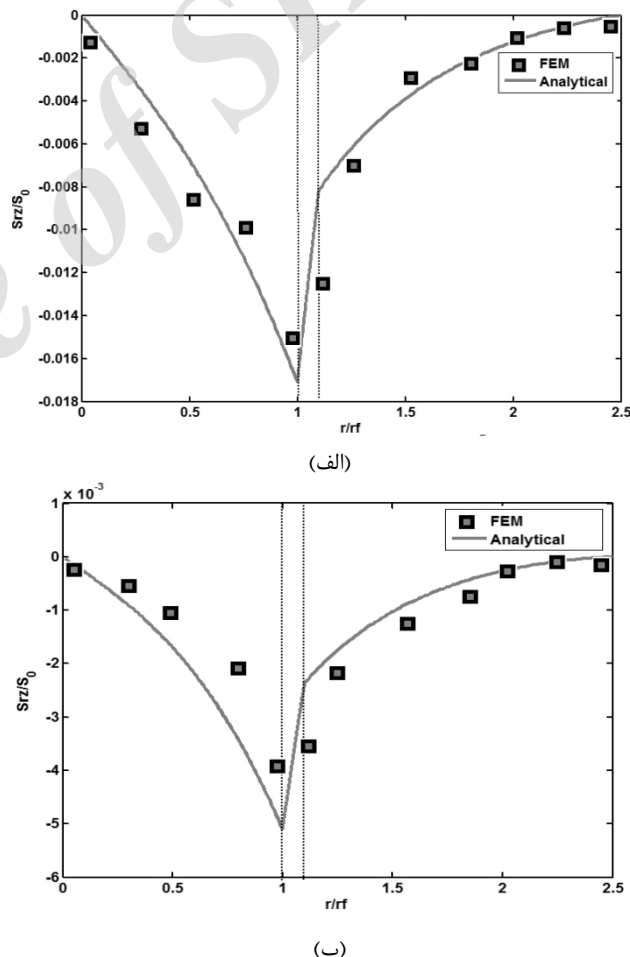 e of Si
0
-0.002
-0.004
-0.006
-0.008
-0.01
-0.012
-0.014
-0.016
-0.018
Srz/S0
FEM
Analytical
0 0.5 1 1.5 2 2.5
r/rf
(الف)
x 10-3
1
0
-1
-2
-3
-4
-5
-6
Srz/S0
FEM
Analytical
0 0.5 1 1.5 2 2.5
r/rf
(ب)